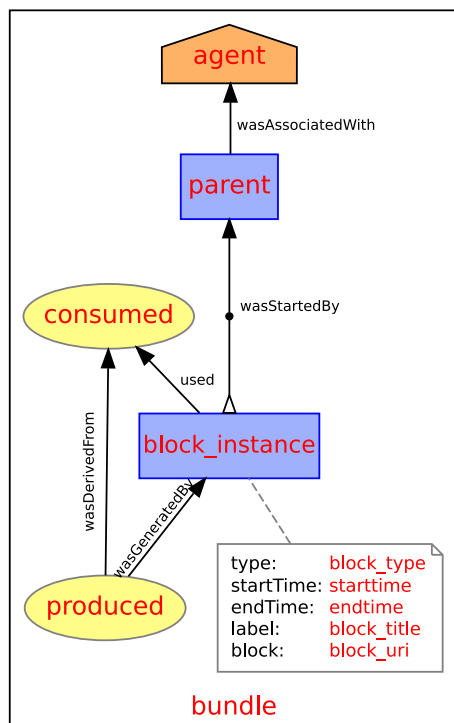 agent
wasAssociatedWith
parent
wasStartedBy
consumed
used
block_instance
wasDerivedFrom
wasGeneratedBy
produced
type: block_type
startTime: starttime
endTime: endtime
label: block_title
block: block_uri
bundle